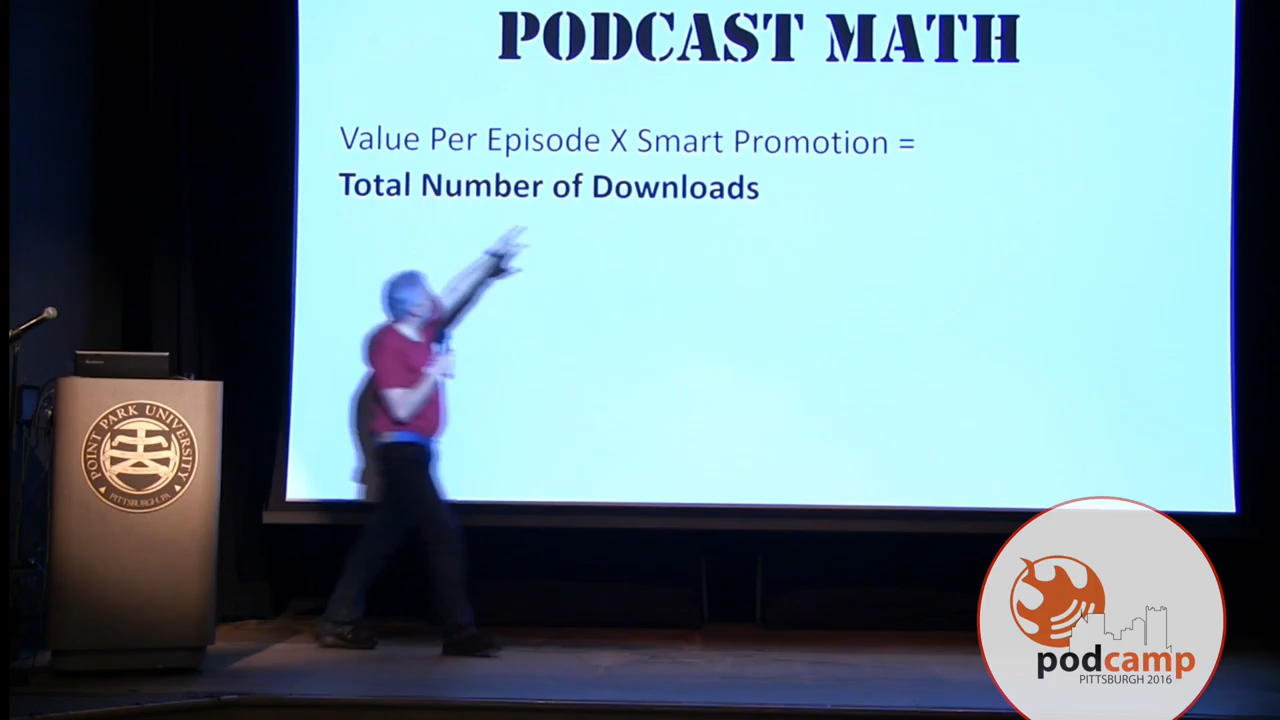 PODCAST MATH
Value Per Episode X Smart Promotion =
Total Number of Downloads
POINT PARK UNIVERSITY
PITTSBURGH, PA
podcamp
PITTSBURGH 2016